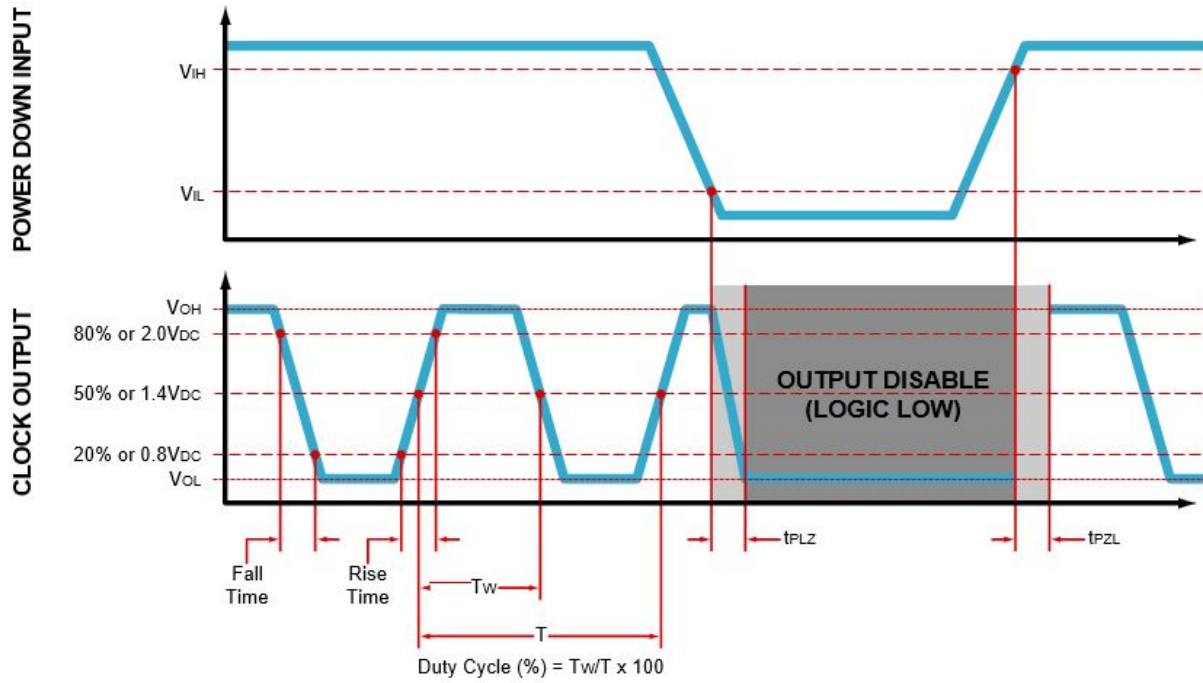 POWER DOWN INPUT
VIH
VIL
CLOCK OUTPUT
VOH
80% or 2.0VDC
50% or 1.4VDC
20% or 0.8VDC
VOL
OUTPUT DISABLE
(LOGIC LOW)
Fall
Time
Rise
Time
TW
T
tPLZ
tPZL
Duty Cycle (%) = TW/T x 100